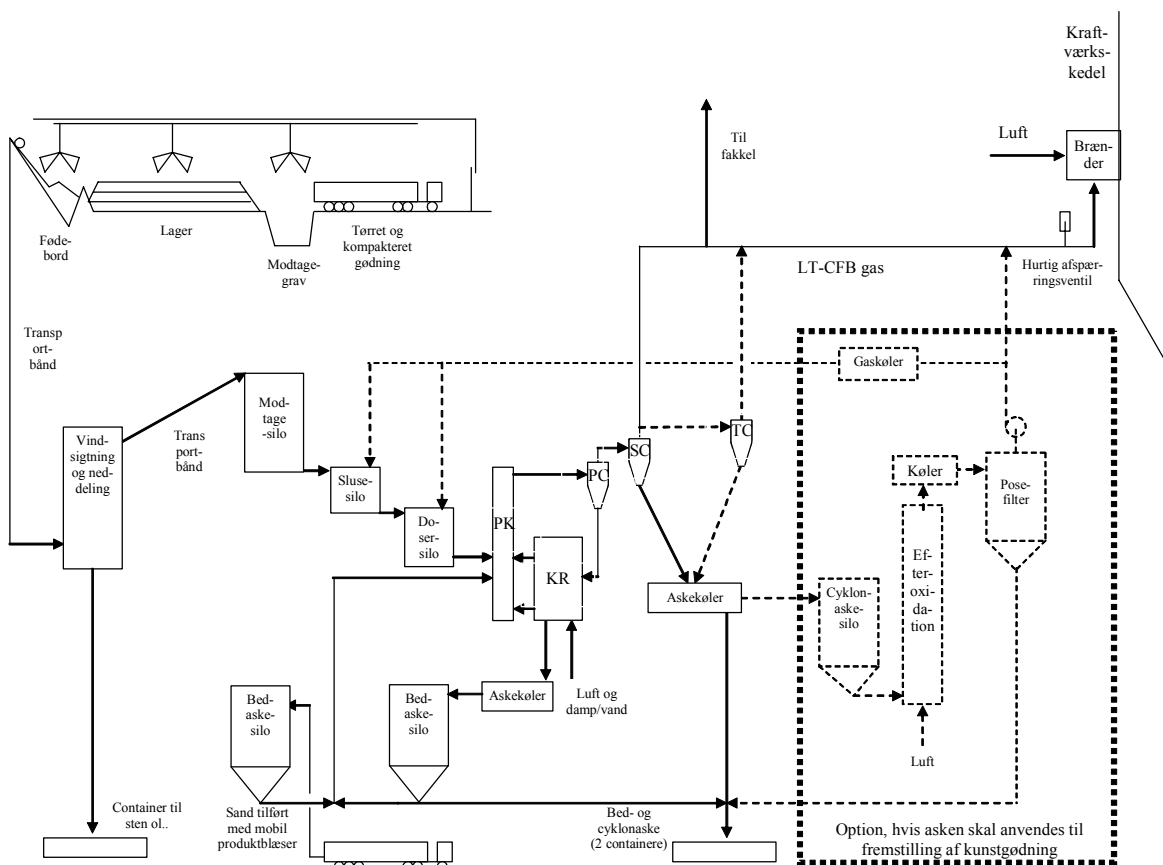 Kraft-
værks-
kedel
Luft
Bræn-
der
Til
fakkel
Føde-
bord
Lager
Modtage-
grav
Tørret og
kompakteret
gødning
LT-CFB gas
Hurtig afspær-
ringsventil
Transp
ort-
bånd
Gaskøler
Mod-
tage
-silo
Vind-
sigtning
og ned-
deling
Trans
port-
bånd
Sluse-
silo
Do-
ser-
silo
PK
PC
SC
TC
KR
Køler
Pose-
filter
Ef-
ter-
oxi-
da-
tion
Askekøler
Cyklon-
aske-
silo
Askekøler
Luft og
damp/vand
Bed-
aske-
silo
Bed-
aske-
silo
Luft
Container til
sten ol..
Sand tilført
med mobil
produktblæser
Bed- og
cyklonaske
(2 containere)
Option, hvis asken skal anvendes til
fremstilling af kunstgødning